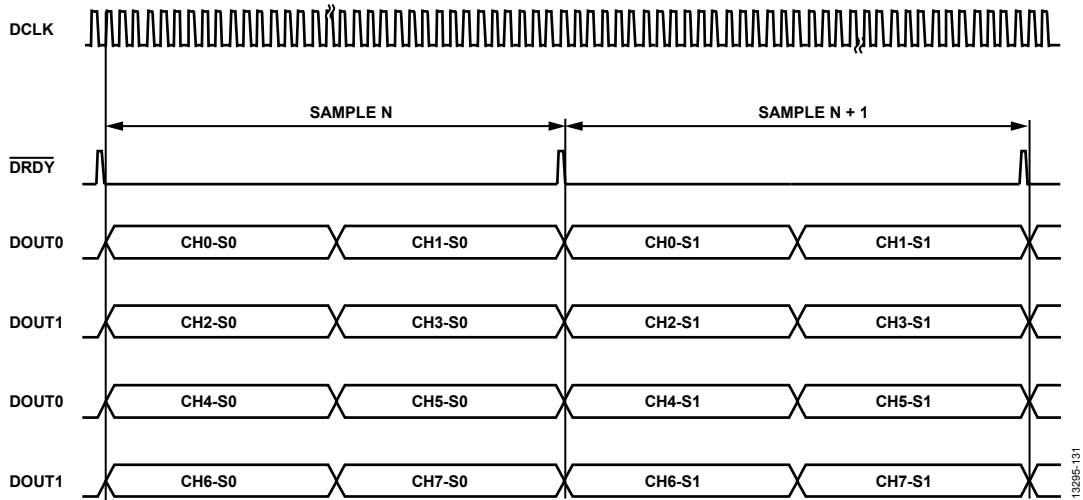 DCLK
SAMPLE N SAMPLE N + 1
DRDY
DOUT0 CH0-S0 CH1-S0 CH0-S1 CH1-S1
DOUT1 CH2-S0 CH3-S0 CH2-S1 CH3-S1
DOUT0 CH4-S0 CH5-S0 CH4-S1 CH5-S1
DOUT1 CH6-S0 CH7-S0 CH6-S1 CH7-S1
13295-131